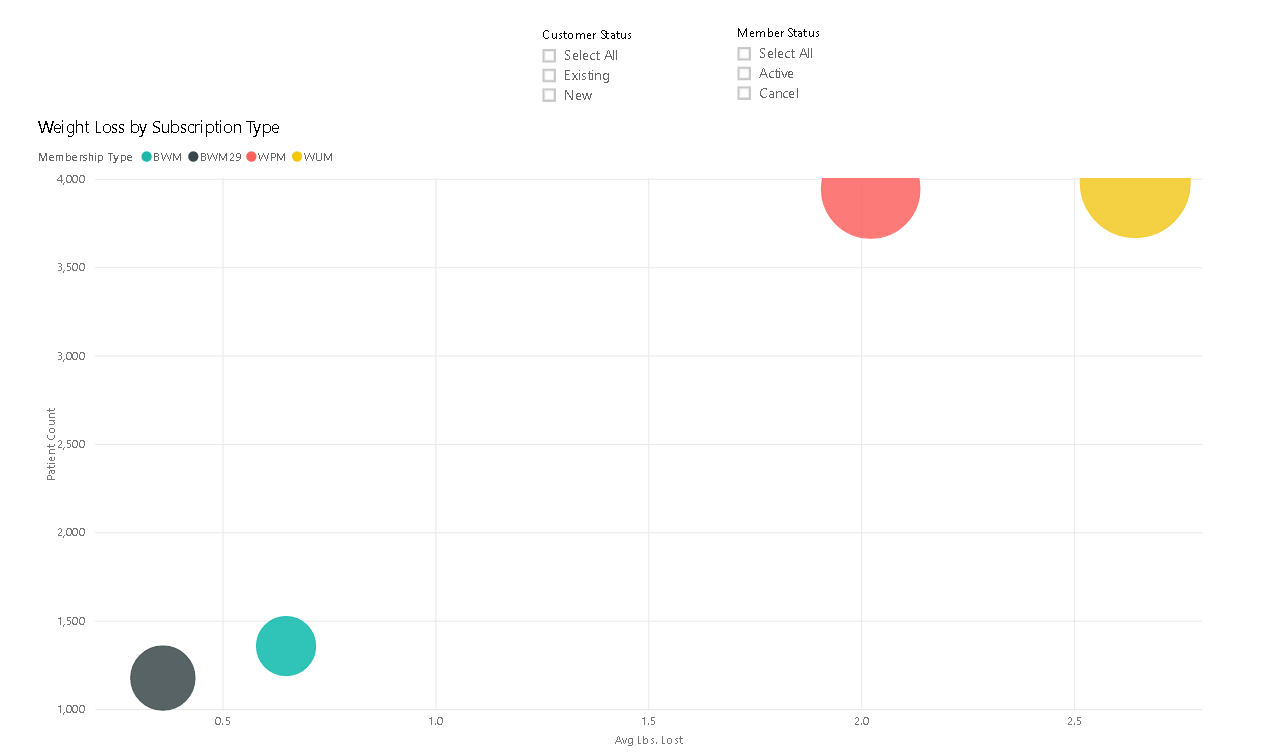 Customer Status
Select All
Existing
New
Member Status
Select All
Active
Cancel
Weight Loss by Subscription Type
Membership Type BWM BWM29 WPM WUM
4,000
3,500
3,000
2,500
2,000
1,500
1,000
Patient Count
0.5 1.0 1.5 2.0 2.5
Avg Lbs. Lost